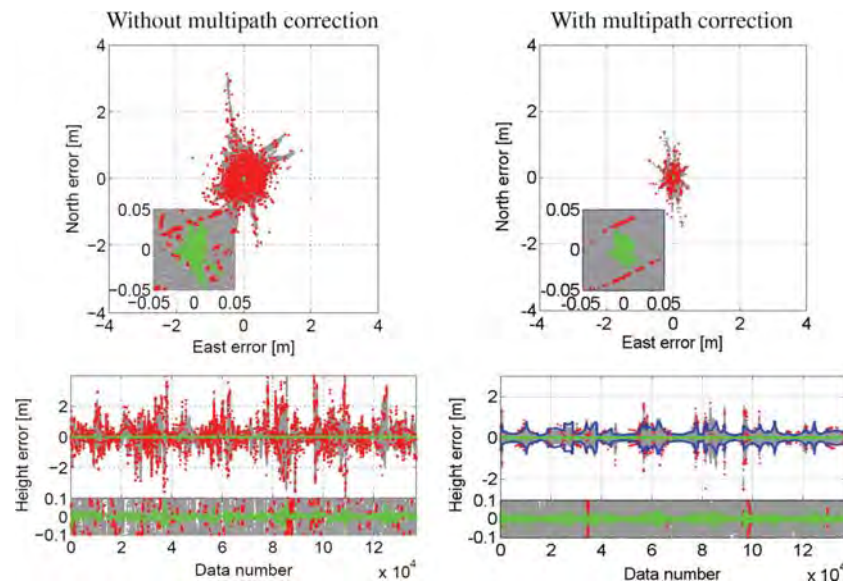 Without multipath correction
With multipath correction
4
2
0
−2
−4
North error [m]
0.05
0
−0.05
−0.05 0 0.05
−4 −2 0 2 4
East error [m]
4
2
0
-2
-4
North error [m]
0.05
0
-0.05
-0.05 0 0.05
-4 -2 0 2 4
East error [m]
2
0
−2
Height error [m]
0.1
0
-0.1
0 2 4 6 8 10 12
Data number
x 10⁴
2
0
-2
Height error [m]
0.1
0
-0.1
0 2 4 6 8 10 12
Data number
x 10⁴